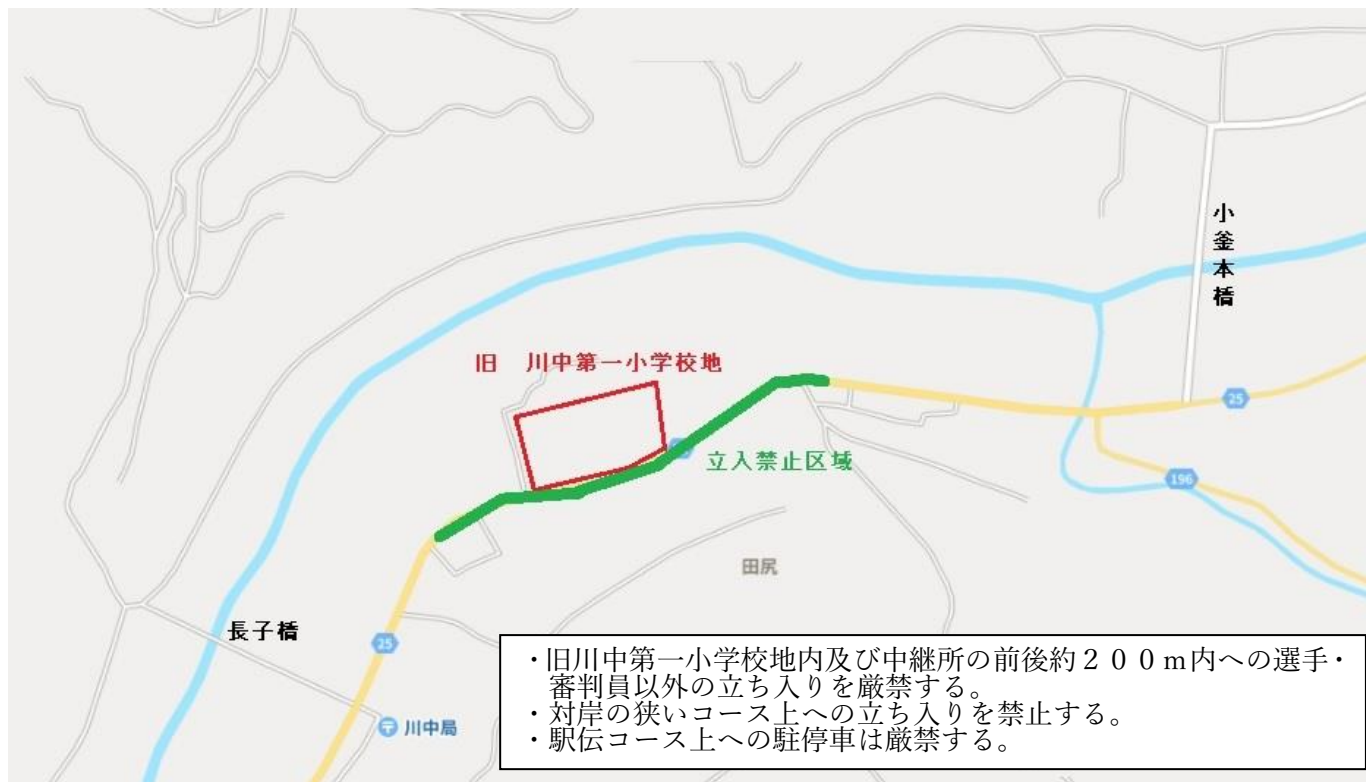 小釜本橋
旧　川中第一小学校地
25
立入禁止区域
196
田尻
長子橋
25
川中局
・旧川中第一小学校地内及び中継所の前後約２００ｍ内への選手・
審判員以外の立ち入りを厳禁する。
・対岸の狭いコース上への立ち入りを禁止する。
・駅伝コース上への駐停車は厳禁する。